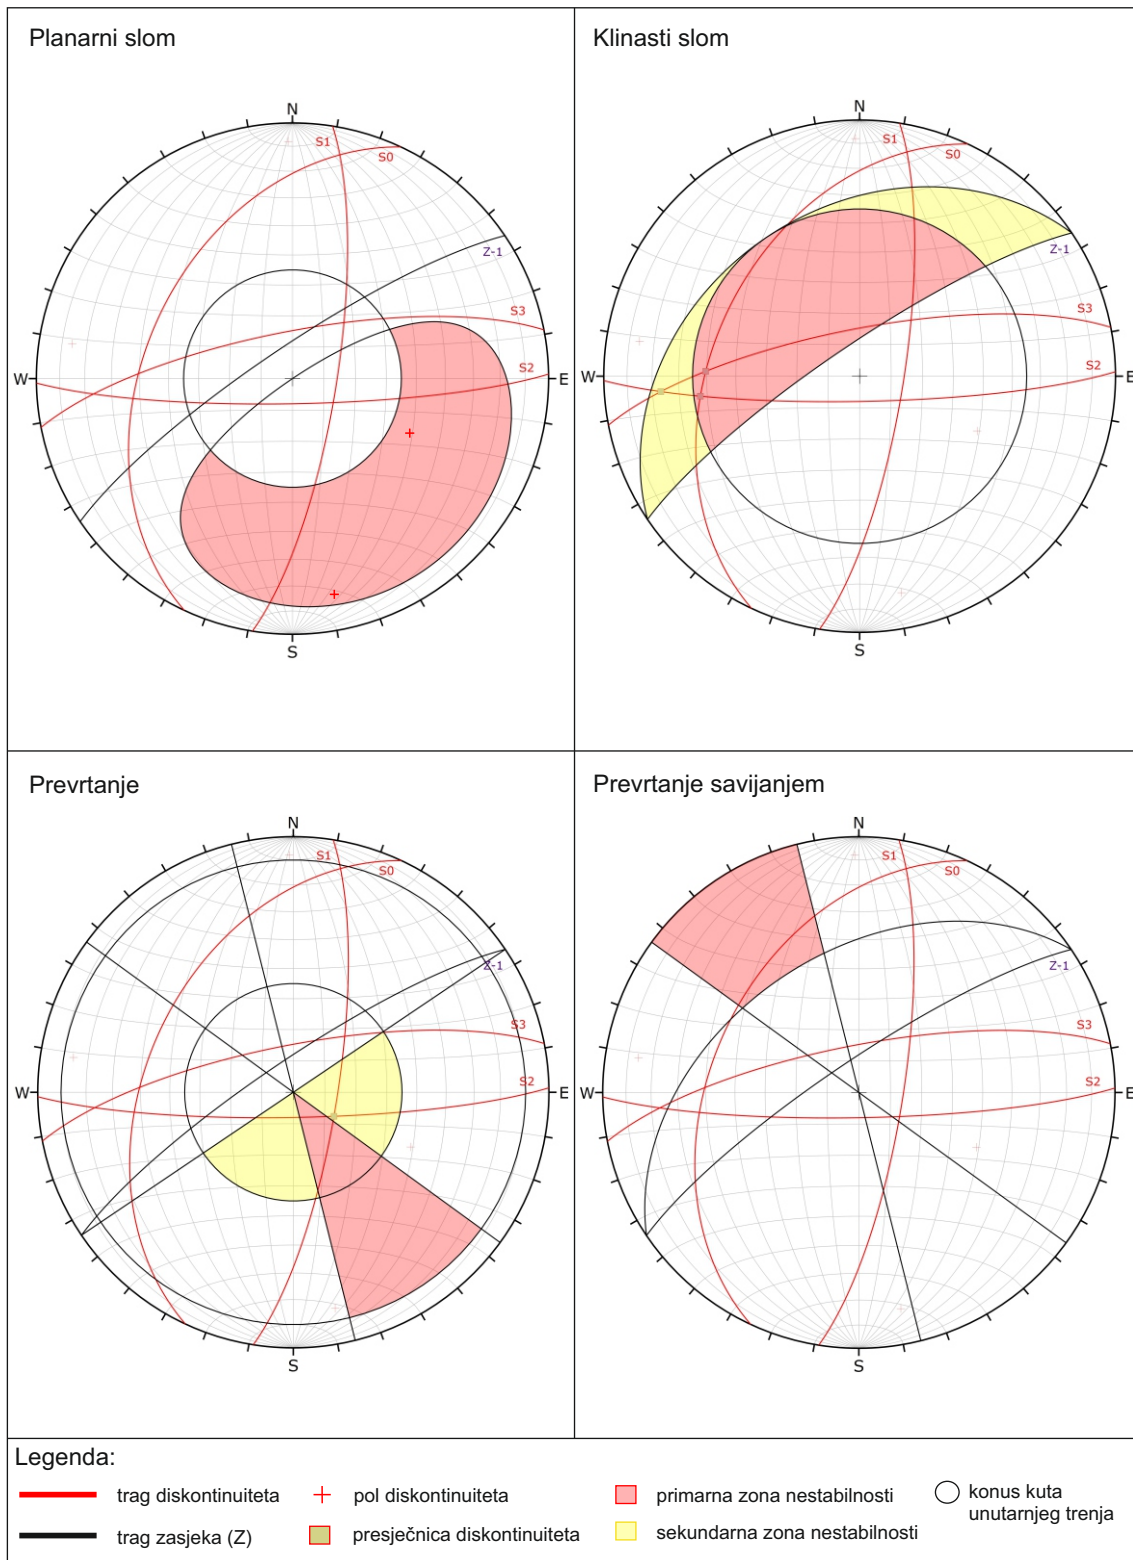 Planarni slom
N
S1
S0
Z-1
S3
S2
W
E
S
Klinasti slom
N
S1
S0
Z-1
S3
S2
W
E
S
Prevrtanje
N
S1
S0
Z-1
S3
S2
W
E
S
Prevrtanje savijanjem
N
S1
S0
Z-1
S3
S2
W
E
S
Legenda:
trag diskontinuiteta
pol diskontinuiteta
primarna zona nestabilnosti
konus kuta
unutarnjeg trenja
trag zasjeka (Z)
presječnica diskontinuiteta
sekundarna zona nestabilnosti